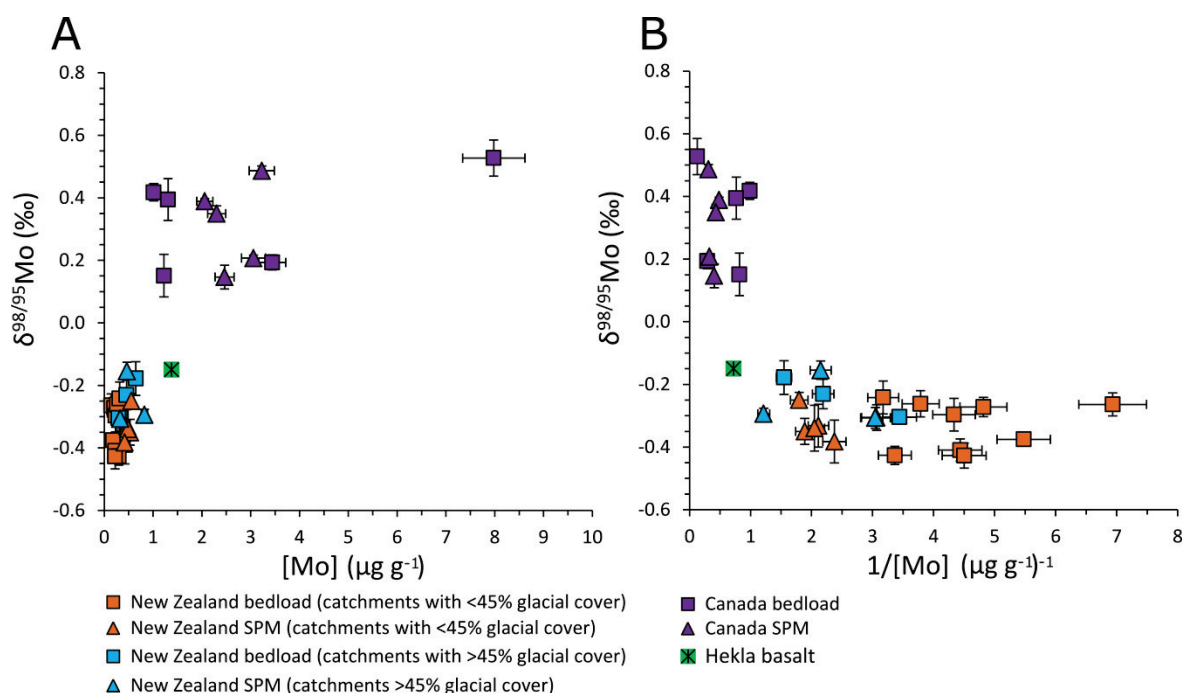 A
B
0.8
0.6
0.4
0.2
0.0
-0.2
-0.4
-0.6
δ98/95Mo (‰)
0 1 2 3 4 5 6 7 8 9 10
[Mo] (µg g-1)
0.8
0.6
0.4
0.2
0.0
-0.2
-0.4
-0.6
δ98/95Mo (‰)
0 1 2 3 4 5 6 7 8
1/[Mo] (µg g-1)-1
New Zealand bedload (catchments with <45% glacial cover)
New Zealand SPM (catchments with <45% glacial cover)
New Zealand bedload (catchments with >45% glacial cover)
New Zealand SPM (catchments >45% glacial cover)
Canada bedload
Canada SPM
Hekla basalt